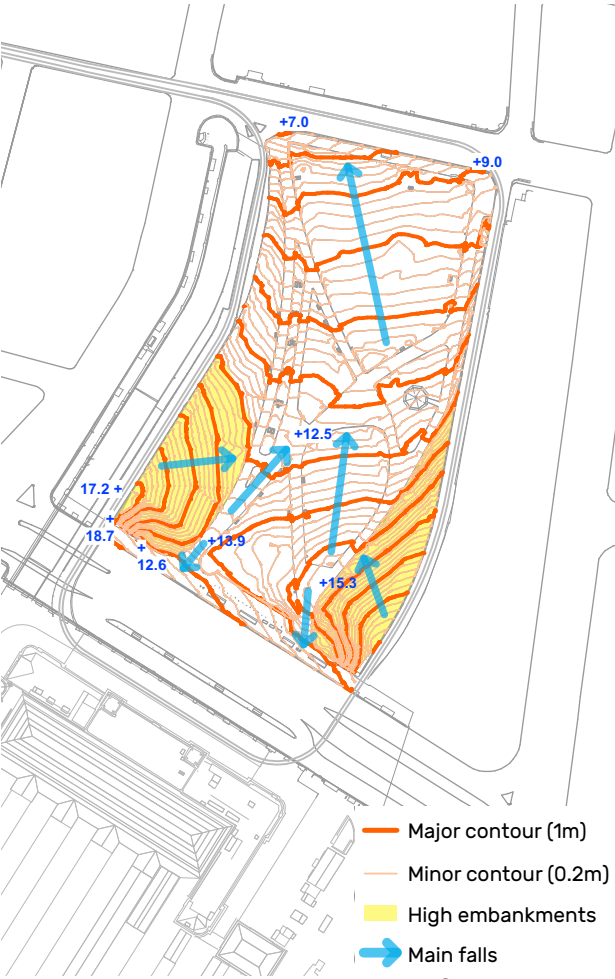 +7.0
+9.0
+12.5
17.2 +
+
18.7
+
12.6
+13.9
+15.3
Major contour (1m)
Minor contour (0.2m)
High embankments
Main falls